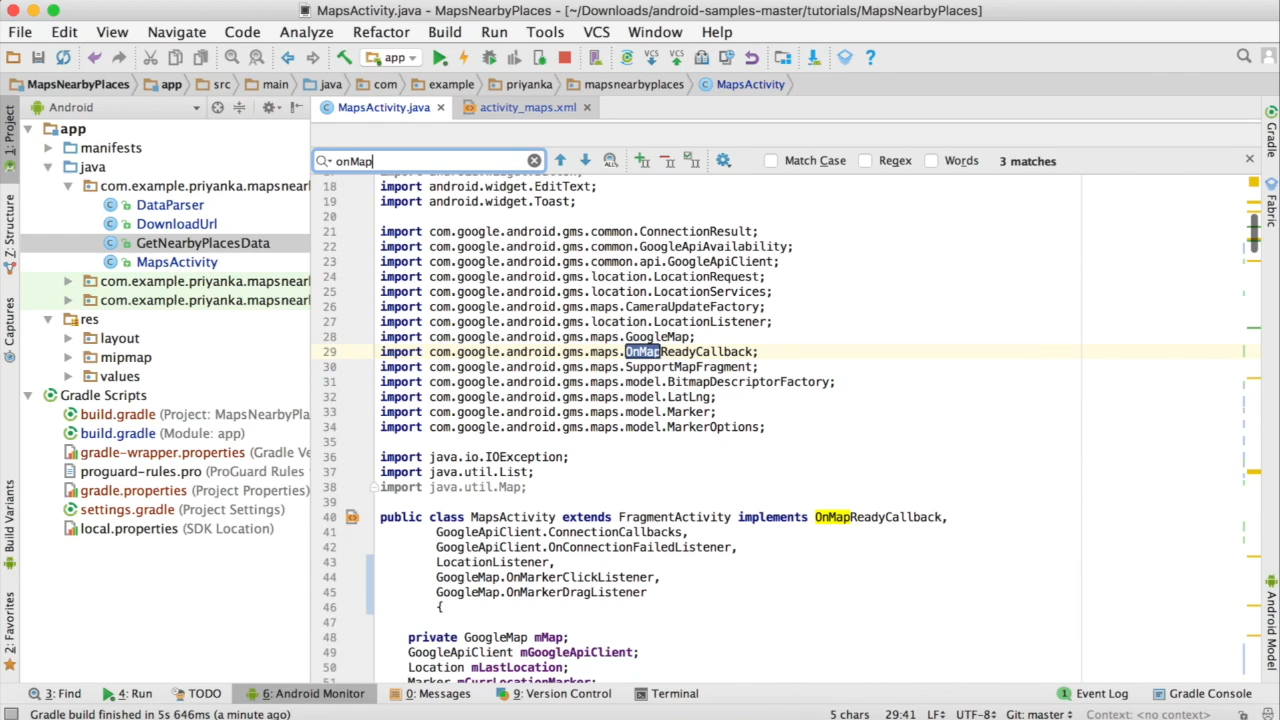 MapsActivity.java - MapsNearbyPlaces - [~/Downloads/android-samples-master/tutorials/MapsNearbyPlaces]
File Edit View Navigate Code Analyze Refactor Build Run Tools VCS Window Help
app
VCS VCS
MapsNearbyPlaces app src main java com example priyanka mapsnearbyplaces MapsActivity
Android
MapsActivity.java activity_maps.xml
onMap
Match Case Regex Words 3 matches
app
manifests
java
com.example.priyanka.mapsnear
DataParser
DownloadUrl
GetNearbyPlacesData
MapsActivity
com.example.priyanka.mapsnear
com.example.priyanka.mapsnear
res
layout
mipmap
values
Gradle Scripts
build.gradle (Project: MapsNearbyPla
build.gradle (Module: app)
gradle-wrapper.properties (Gradle Ve
proguard-rules.pro (ProGuard Rules
gradle.properties (Project Properties)
settings.gradle (Project Settings)
local.properties (SDK Location)
1: Project
Z: Structure
Captures
Build Variants
2: Favorites
18 import android.widget.EditText;
19 import android.widget.Toast;
20
21 import com.google.android.gms.common.ConnectionResult;
22 import com.google.android.gms.common.GoogleApiAvailability;
23 import com.google.android.gms.common.api.GoogleApiClient;
24 import com.google.android.gms.location.LocationRequest;
25 import com.google.android.gms.location.LocationServices;
26 import com.google.android.gms.maps.CameraUpdateFactory;
27 import com.google.android.gms.location.LocationListener;
28 import com.google.android.gms.maps.GoogleMap;
29 import com.google.android.gms.maps.OnMapReadyCallback;
30 import com.google.android.gms.maps.SupportMapFragment;
31 import com.google.android.gms.maps.model.BitmapDescriptorFactory;
32 import com.google.android.gms.maps.model.LatLng;
33 import com.google.android.gms.maps.model.Marker;
34 import com.google.android.gms.maps.model.MarkerOptions;
35
36 import java.io.IOException;
37 import java.util.List;
38 import java.util.Map;
39
40 public class MapsActivity extends FragmentActivity implements OnMapReadyCallback,
41 GoogleApiClient.ConnectionCallbacks,
42 GoogleApiClient.OnConnectionFailedListener,
43 LocationListener,
44 GoogleMap.OnMarkerClickListener,
45 GoogleMap.OnMarkerDragListener
46 {
47
48 private GoogleMap mMap;
49 GoogleApiClient mGoogleApiClient;
50 Location mLastLocation;
Marker mCurrLocationMarker;
Gradle
Fabric
Android Model
3: Find 4: Run TODO 6: Android Monitor 0: Messages 9: Version Control Terminal Event Log Gradle Console
Gradle build finished in 5s 646ms (a minute ago) 5 chars 29:41 LF UTF-8 Git: master Context: <no context>